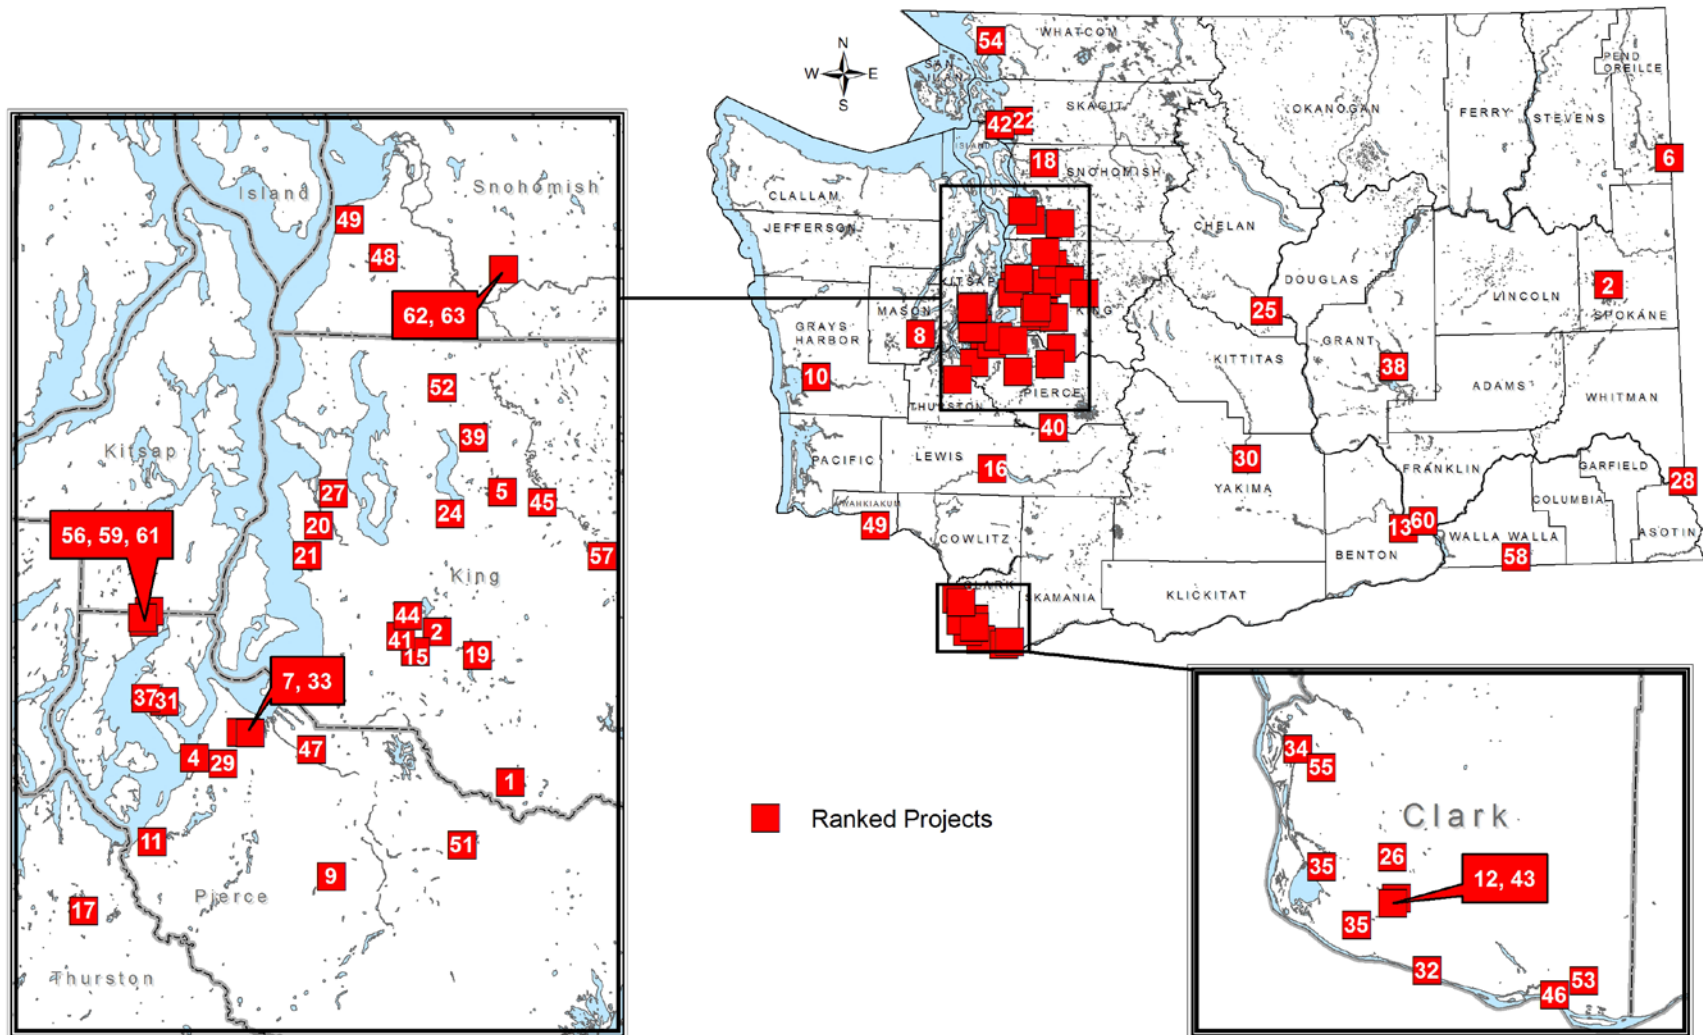 Island
Snohomish
49
48
62, 63
52
Kitsap
39
27
5
45
24
20
21
56, 59, 61
57
King
44
2
41
15
19
7, 33
37
31
4
29
47
1
11
51
9
Pierce
17
Thurston
N
W E
S
54
WHATCOM
SAN
JUAN
PEND
OREILLE
42
22
SKAGIT
OKANOGAN
FERRY
STEVENS
ISLAND
18
SNOHOMISH
6
CLALLAM
JEFFERSON
CHELAN
DOUGLAS
KITSAP
MASON
KING
25
LINCOLN
2
SPOKANE
GRAYS
HARBOR
8
GRANT
KITTITAS
38
10
ADAMS
WHITMAN
PIERCE
THURSTON
40
PACIFIC
LEWIS
16
30
YAKIMA
FRANKLIN
GARFIELD
28
COLUMBIA
WAHKIAKUM
49
COWLITZ
13
60
WALLA WALLA
ASOTIN
BENTON
58
CLARK
SKAMANIA
KLICKITAT
34
55
Clark
26
35
12, 43
35
32
53
46
Ranked Projects